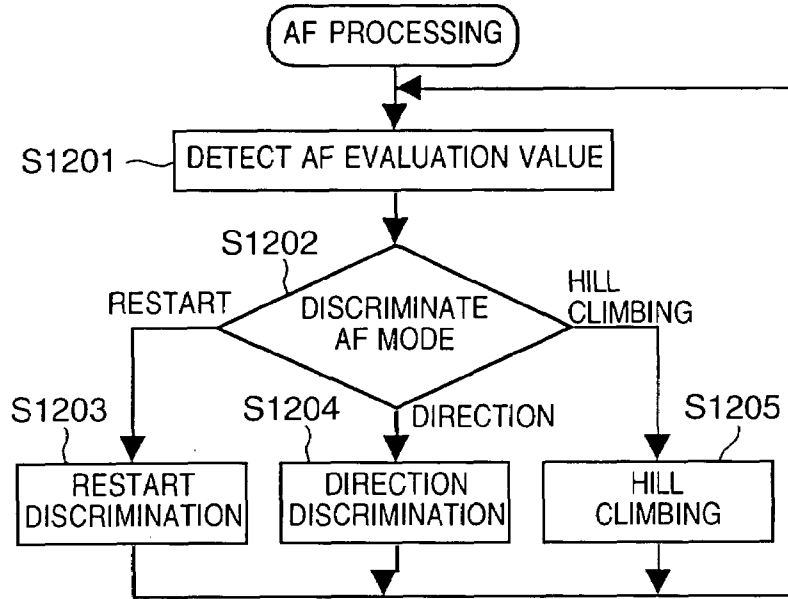 AF PROCESSING
S1201
DETECT AF EVALUATION VALUE
S1202
RESTART
DISCRIMINATE
AF MODE
HILL
CLIMBING
DIRECTION
S1203
S1204
S1205
RESTART
DISCRIMINATION
DIRECTION
DISCRIMINATION
HILL
CLIMBING